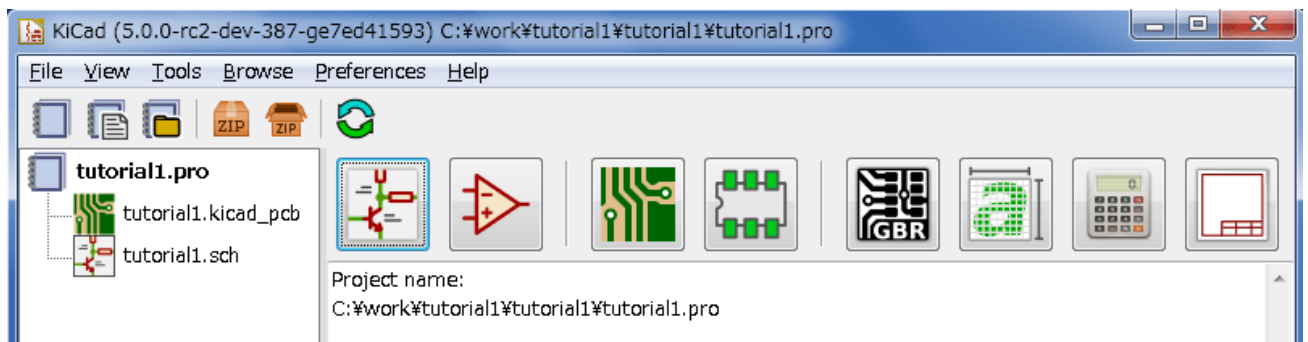 KiCad (5.0.0-rc2-dev-387-ge7ed41593) C:¥work¥tutorial1¥tutorial1¥tutorial1.pro
File View Tools Browse Preferences Help
ZIP ZIP
tutorial1.pro
tutorial1.kicad_pcb
tutorial1.sch
GBR a 0.
Project name:
C:¥work¥tutorial1¥tutorial1¥tutorial1.pro